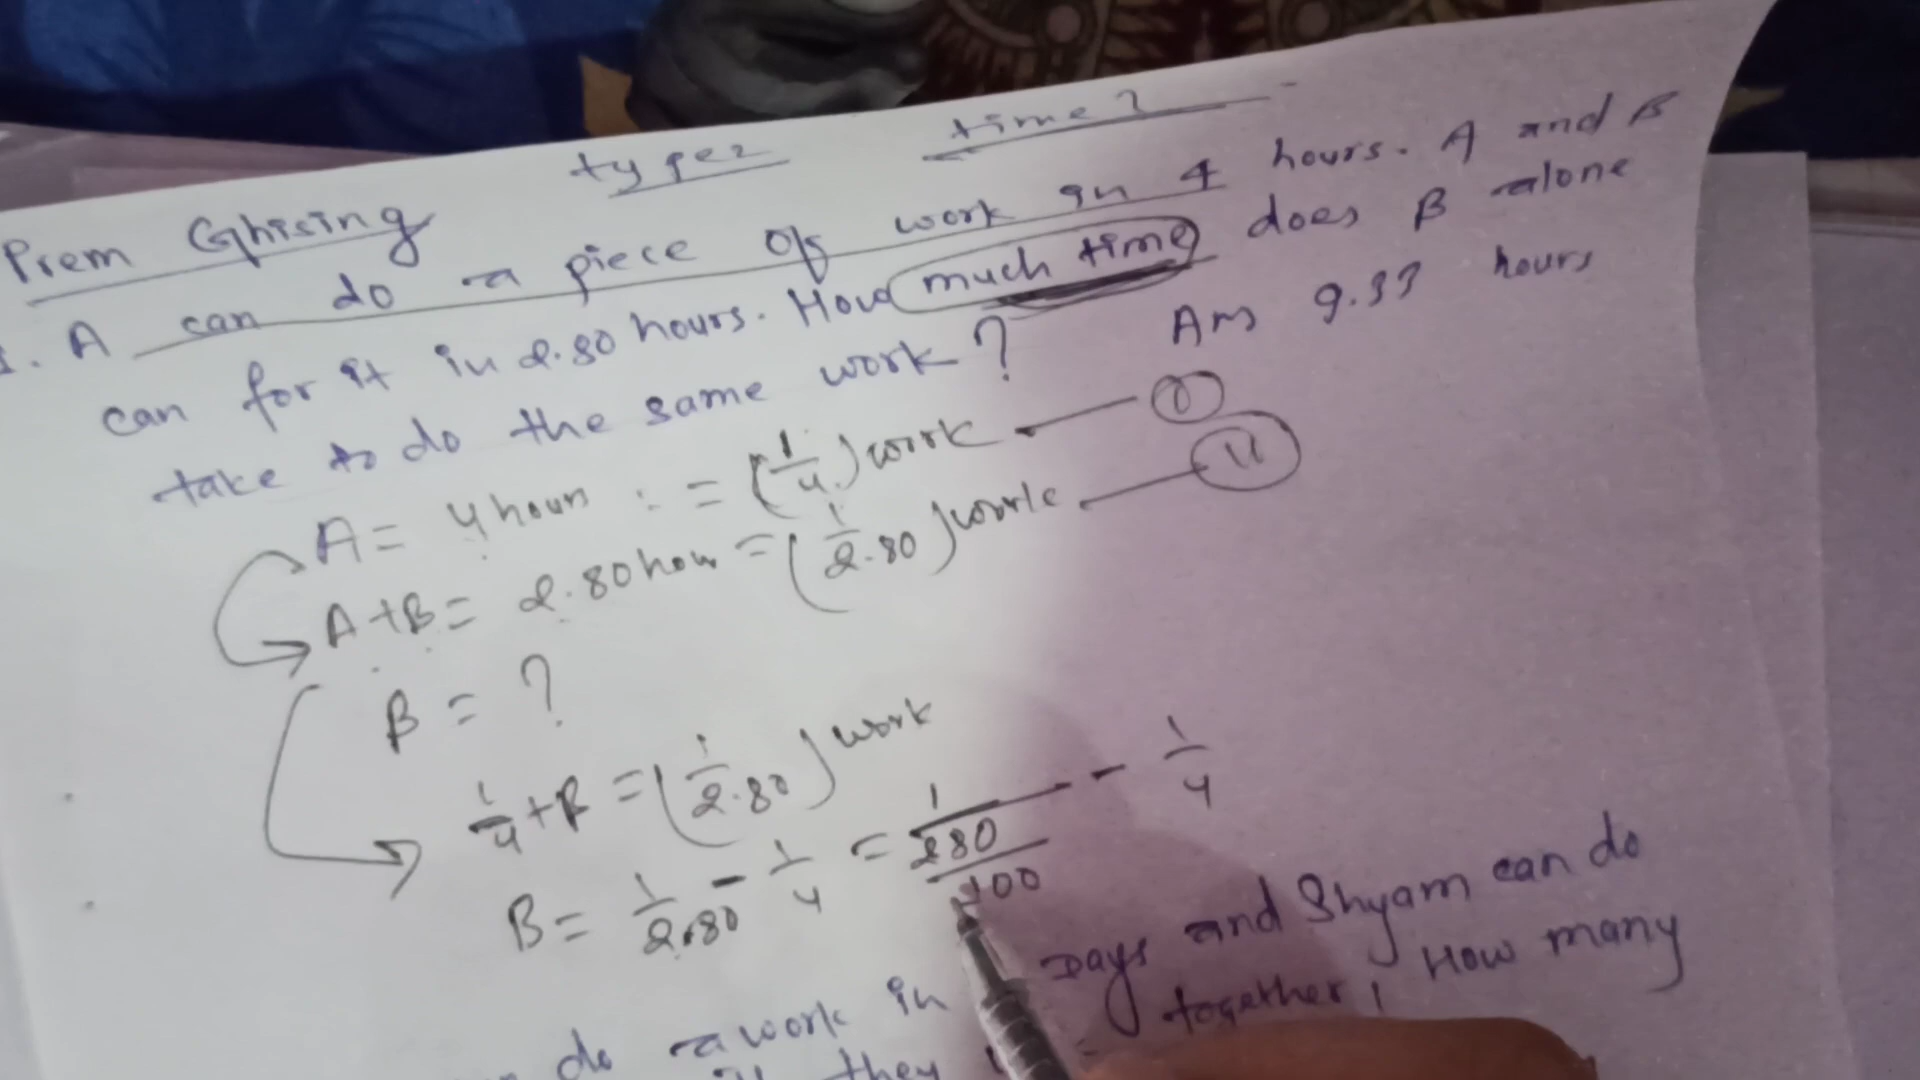 type2 time?
Prem Ghising
1. A can do a piece of work in 4 hours. A and B
can for it in 2.80 hours. How much time does B alone
take to do the same work? Ans 9.33 hours
A = 4 hours : = (1/4) work — (I)
A+B = 2.80 hour = (1/2.80) work — (II)
B = ?
1/4 + B = (1/2.80) work
B = 1/2.80 - 1/4 = 1/(280/100) - 1/4
do a work in Days and Shyam can do
they together, How many